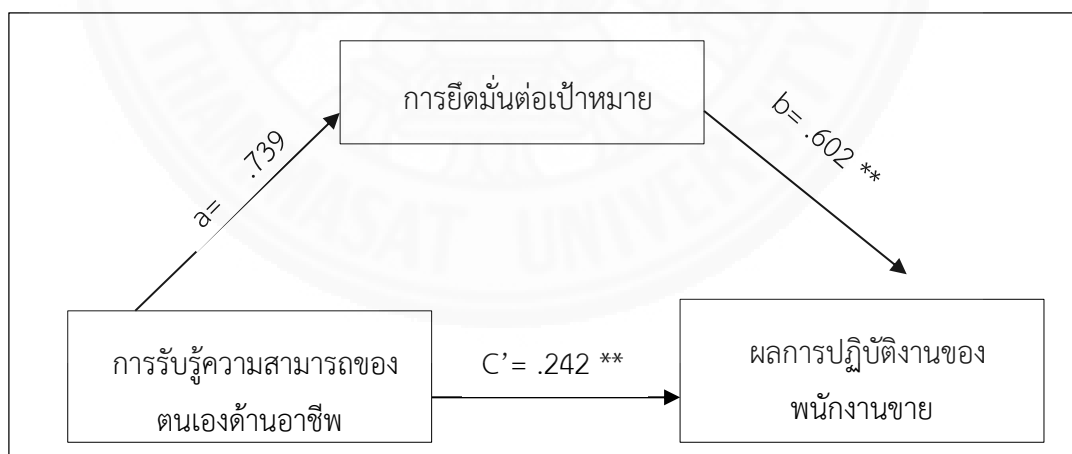 การยึดมั่นต่อเป้าหมาย
a= .739
b= .602 **
การรับรู้ความสามารถของ
ตนเองด้านอาชีพ
C’= .242 **
ผลการปฏิบัติงานของ
พนักงานขาย
THAMMASAT UNIVERSITY